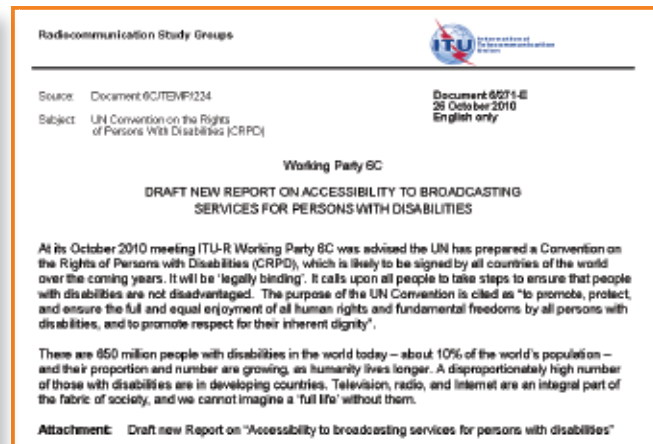 Radiocommunication Study Groups
ITU International
Telecommunication
Union
Source: Document 6C/TEMP/224
Document 6/271-E
26 October 2010
English only
Subject: UN Convention on the Rights
of Persons With Disabilities (CRPD)
Working Party 6C
DRAFT NEW REPORT ON ACCESSIBILITY TO BROADCASTING
SERVICES FOR PERSONS WITH DISABILITIES
At its October 2010 meeting ITU-R Working Party 6C was advised the UN has prepared a Convention on
the Rights of Persons with Disabilities (CRPD), which is likely to be signed by all countries of the world
over the coming years. It will be 'legally binding'. It calls upon all people to take steps to ensure that people
with disabilities are not disadvantaged. The purpose of the UN Convention is cited as "to promote, protect,
and ensure the full and equal enjoyment of all human rights and fundamental freedoms by all persons with
disabilities, and to promote respect for their inherent dignity".
There are 650 million people with disabilities in the world today – about 10% of the world's population –
and their proportion and number are growing, as humanity lives longer. A disproportionately high number
of those with disabilities are in developing countries. Television, radio, and Internet are an integral part of
the fabric of society, and we cannot imagine a 'full life' without them.
Attachment: Draft new Report on "Accessibility to broadcasting services for persons with disabilities"